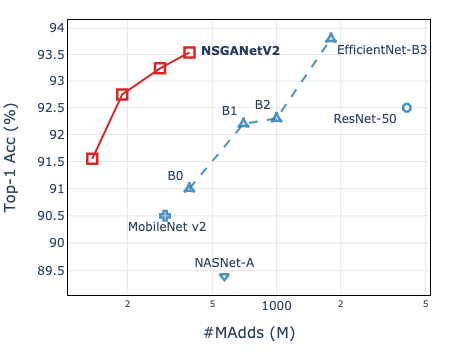 94
NSGANetV2
93.5
EfficientNet-B3
93
B1
B2
92.5
ResNet-50
92
91.5
B0
91
90.5
MobileNet v2
90
NASNet-A
89.5
2 5 1000 2 5
#MAdds (M)
Top-1 Acc (%)